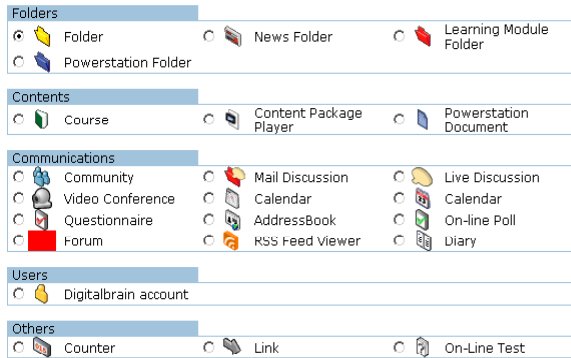 Folders
Folder News Folder Learning Module
Folder
Powerstation Folder
Contents
Course Content Package
Player Powerstation
Document
Communications
Community Mail Discussion Live Discussion
Video Conference Calendar Calendar
Questionnaire AddressBook On-line Poll
Forum RSS Feed Viewer Diary
Users
Digitalbrain account
Others
Counter Link On-Line Test